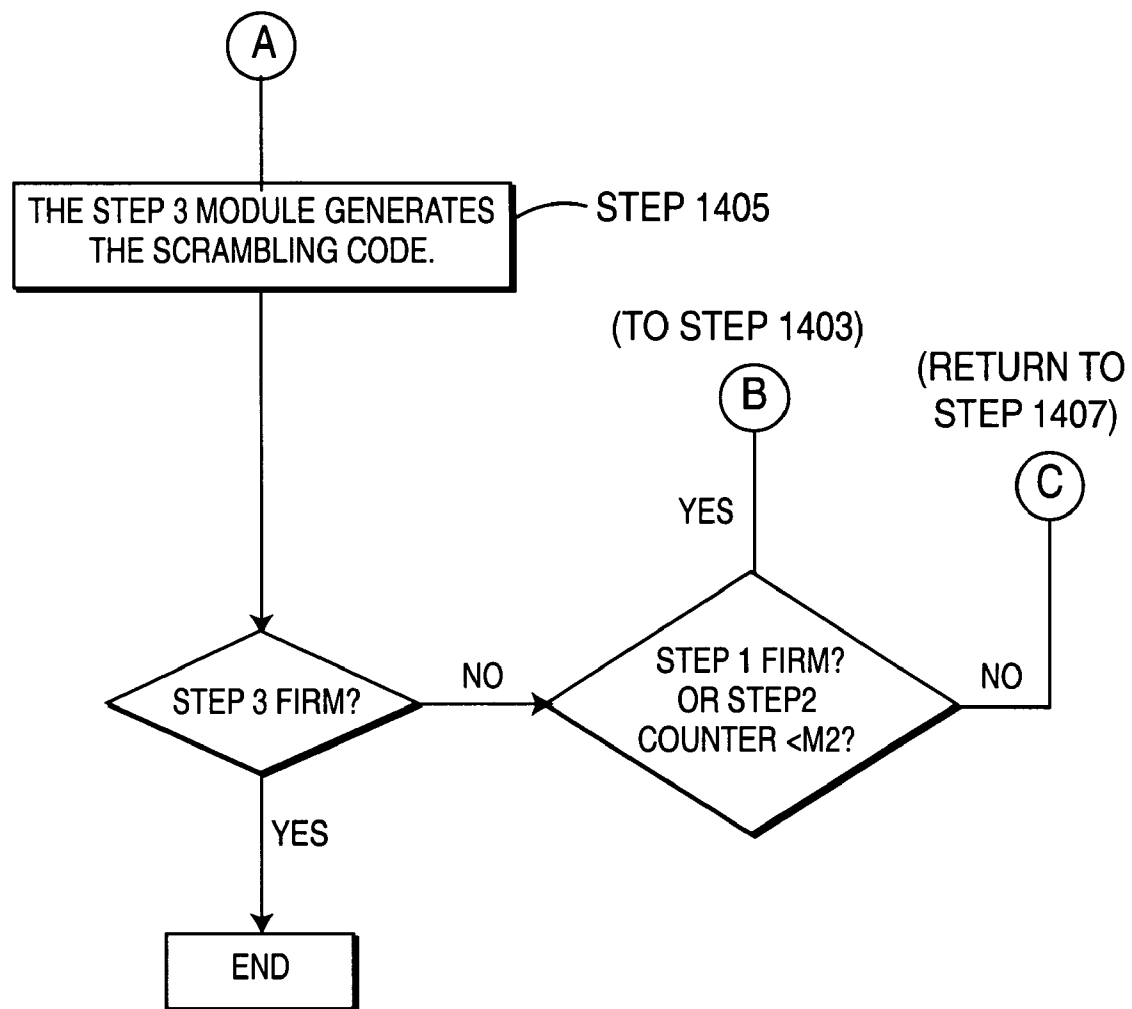 A
THE STEP 3 MODULE GENERATES
THE SCRAMBLING CODE.
STEP 1405
(TO STEP 1403)
B
(RETURN TO
STEP 1407)
C
YES
STEP 3 FIRM?
NO
STEP 1 FIRM?
OR STEP2
COUNTER <M2?
NO
YES
END